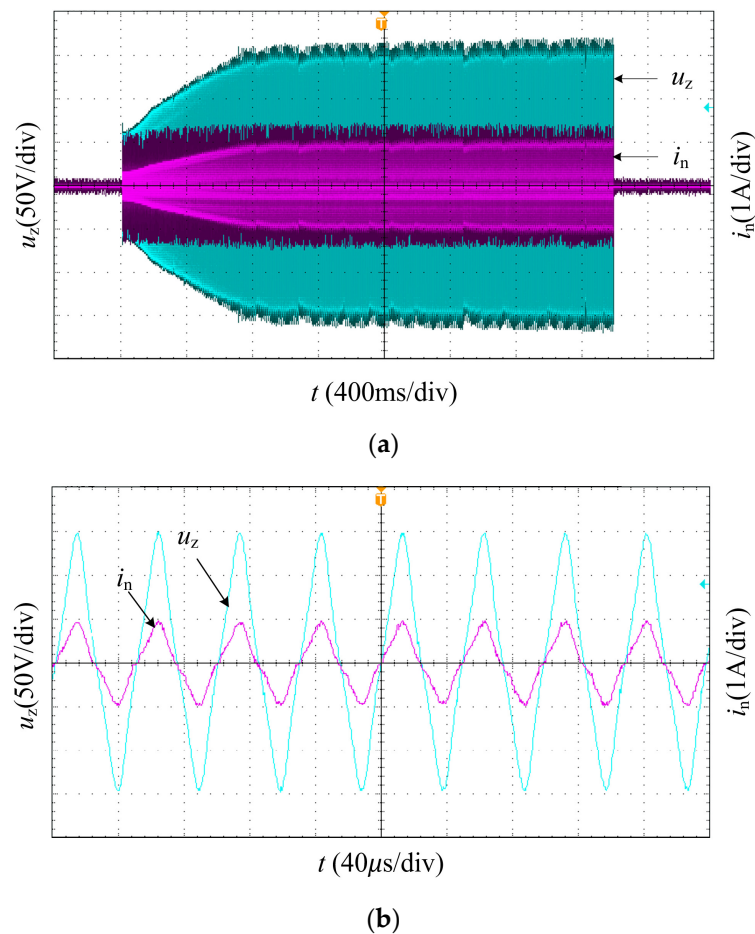 T
u_z
i_n
u_z(50V/div)
i_n(1A/div)
t (400ms/div)
(a)
T
u_z
i_n
u_z(50V/div)
i_n(1A/div)
t (40μs/div)
(b)